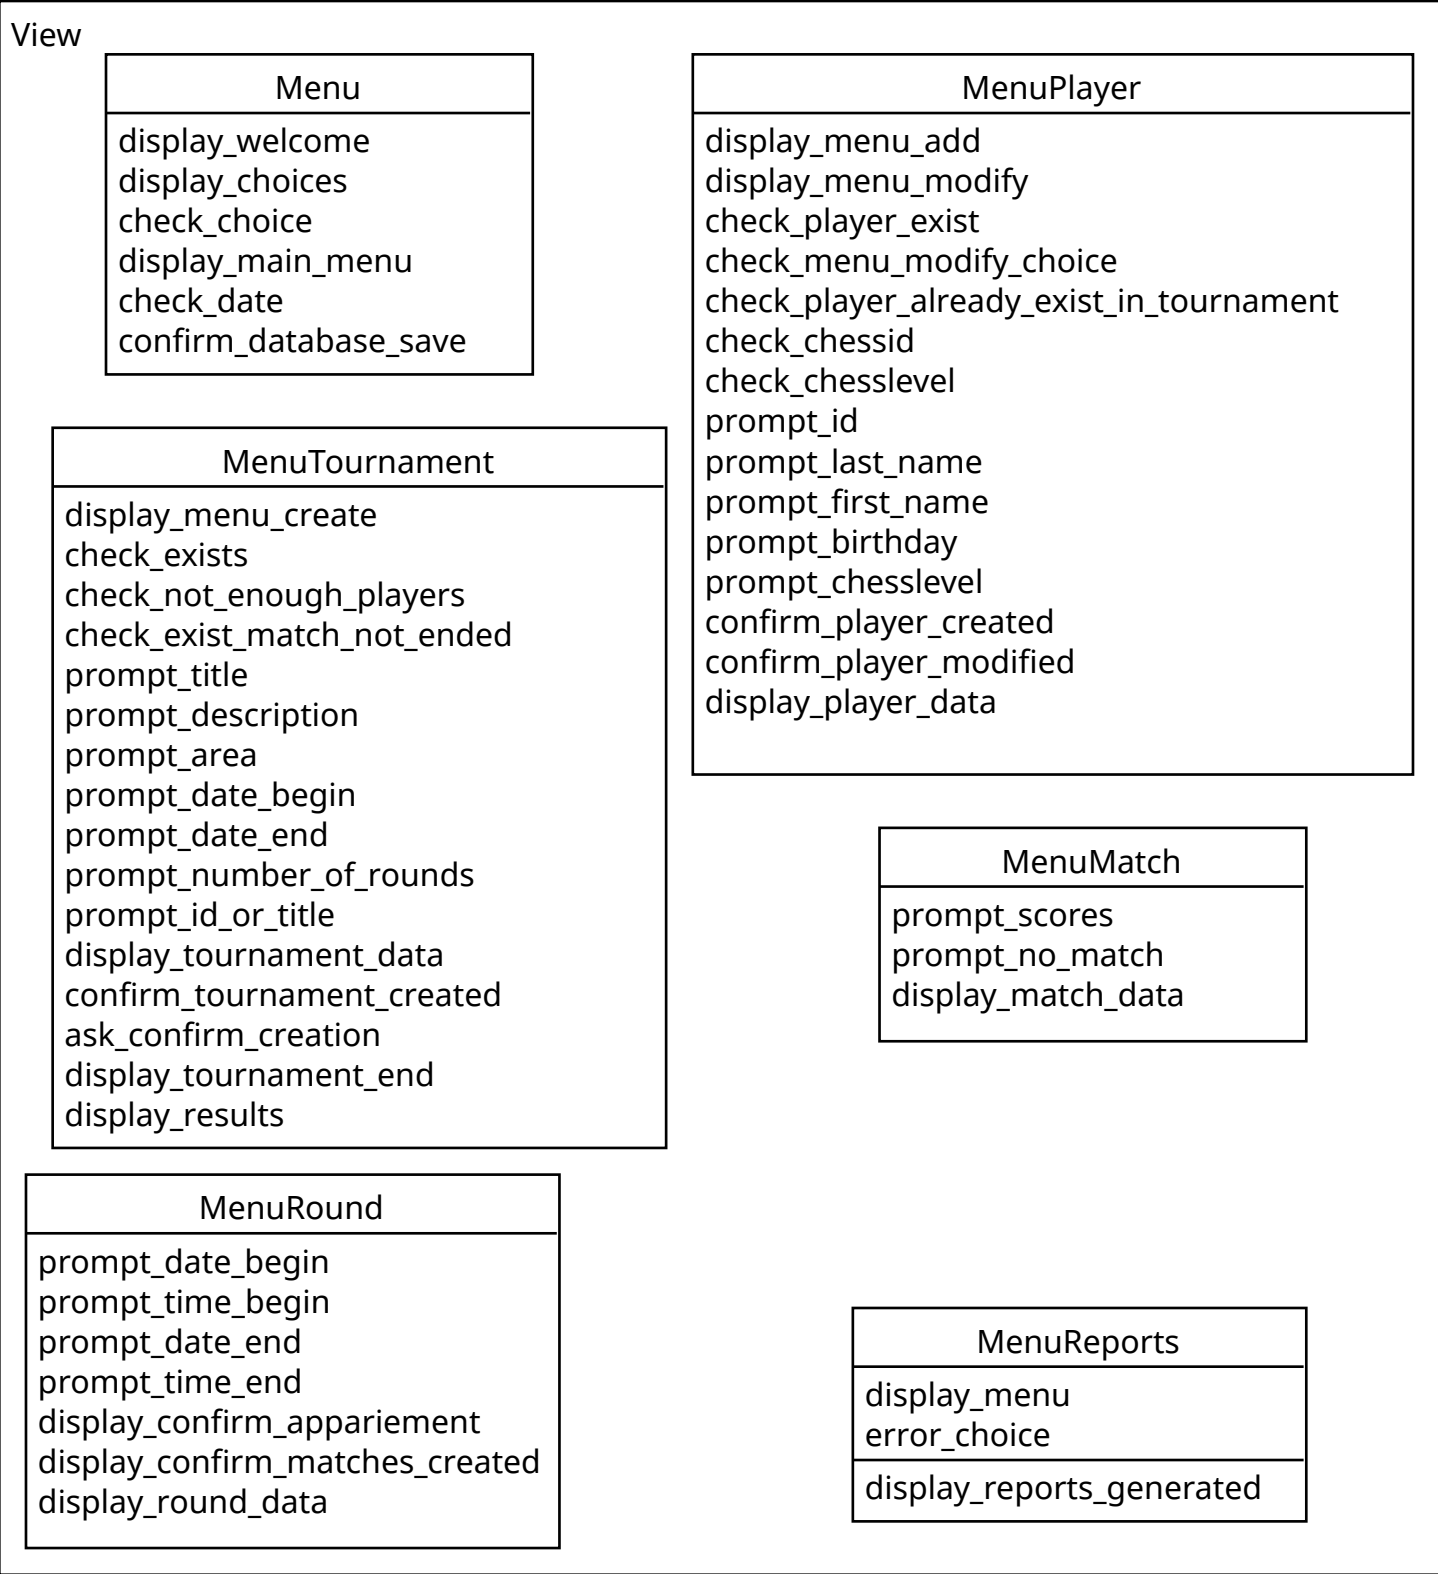 View
Menu
display_welcome
display_choices
check_choice
display_main_menu
check_date
confirm_database_save
MenuPlayer
display_menu_add
display_menu_modify
check_player_exist
check_menu_modify_choice
check_player_already_exist_in_tournament
check_chessid
check_chesslevel
prompt_id
prompt_last_name
prompt_first_name
prompt_birthday
prompt_chesslevel
confirm_player_created
confirm_player_modified
display_player_data
MenuTournament
display_menu_create
check_exists
check_not_enough_players
check_exist_match_not_ended
prompt_title
prompt_description
prompt_area
prompt_date_begin
prompt_date_end
prompt_number_of_rounds
prompt_id_or_title
display_tournament_data
confirm_tournament_created
ask_confirm_creation
display_tournament_end
display_results
MenuMatch
prompt_scores
prompt_no_match
display_match_data
MenuRound
prompt_date_begin
prompt_time_begin
prompt_date_end
prompt_time_end
display_confirm_appariement
display_confirm_matches_created
display_round_data
MenuReports
display_menu
error_choice
display_reports_generated